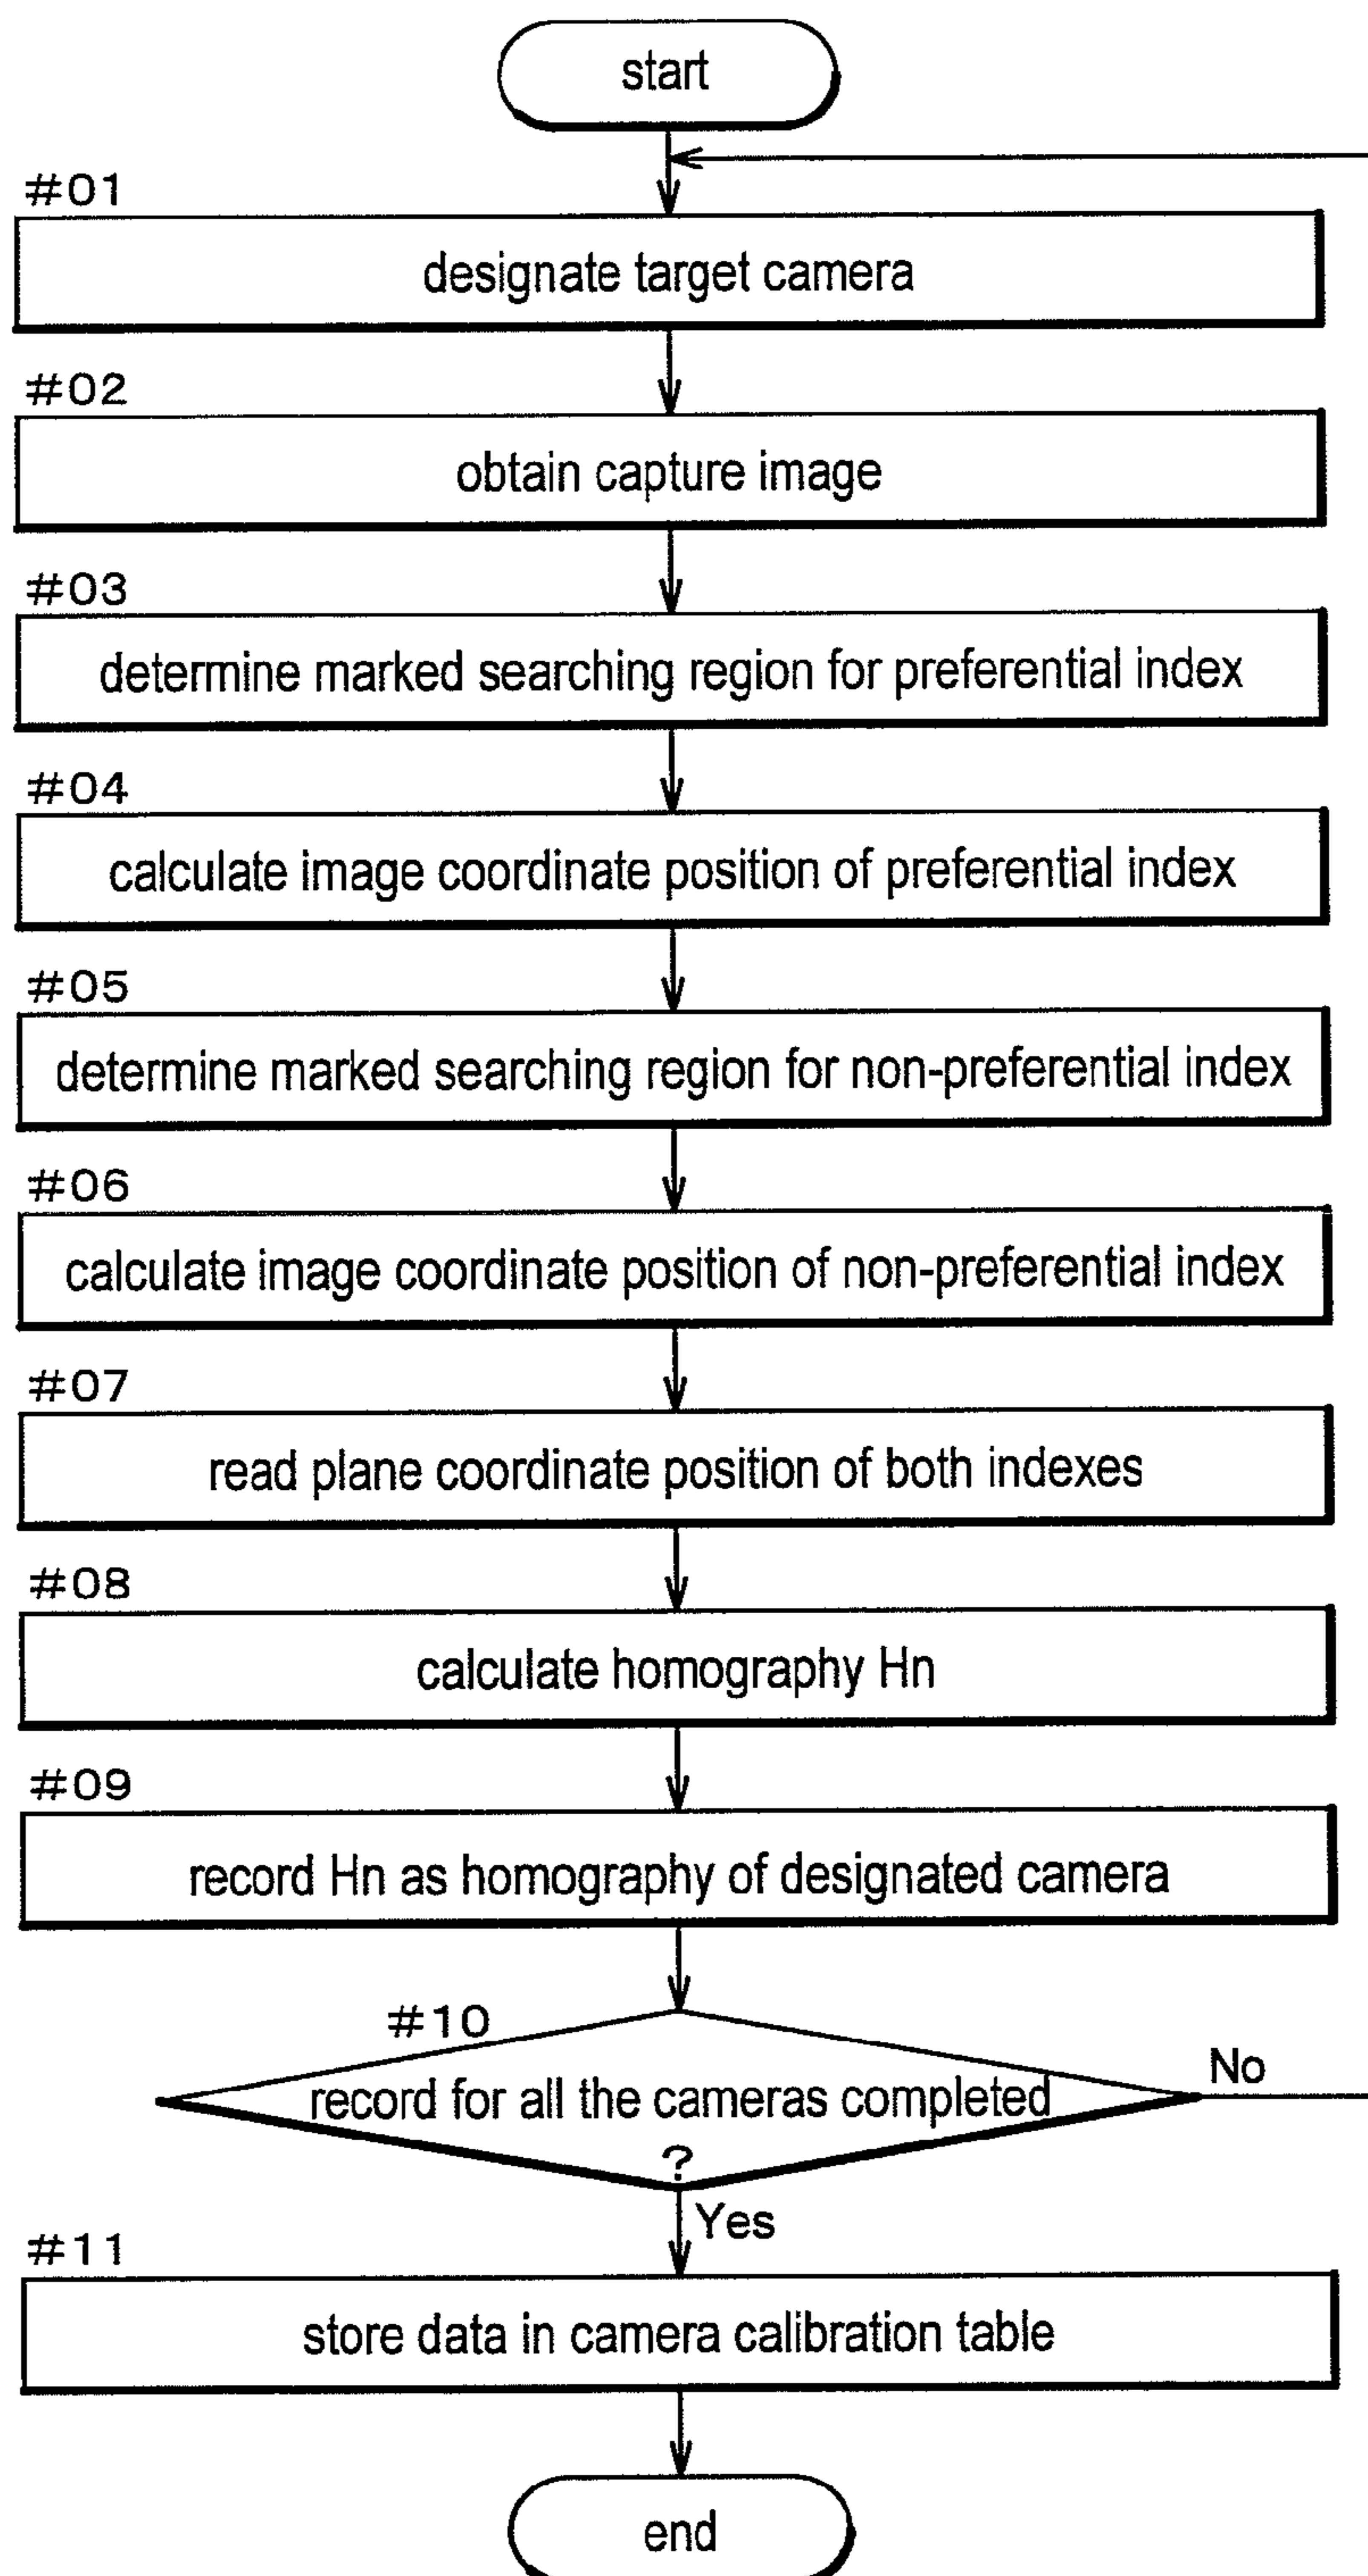 start
#01
designate target camera
#02
obtain capture image
#03
determine marked searching region for preferential index
#04
calculate image coordinate position of preferential index
#05
determine marked searching region for non-preferential index
#06
calculate image coordinate position of non-preferential index
#07
read plane coordinate position of both indexes
#08
calculate homography Hn
#09
record Hn as homography of designated camera
#10
No
record for all the cameras completed
?
Yes
#11
store data in camera calibration table
end